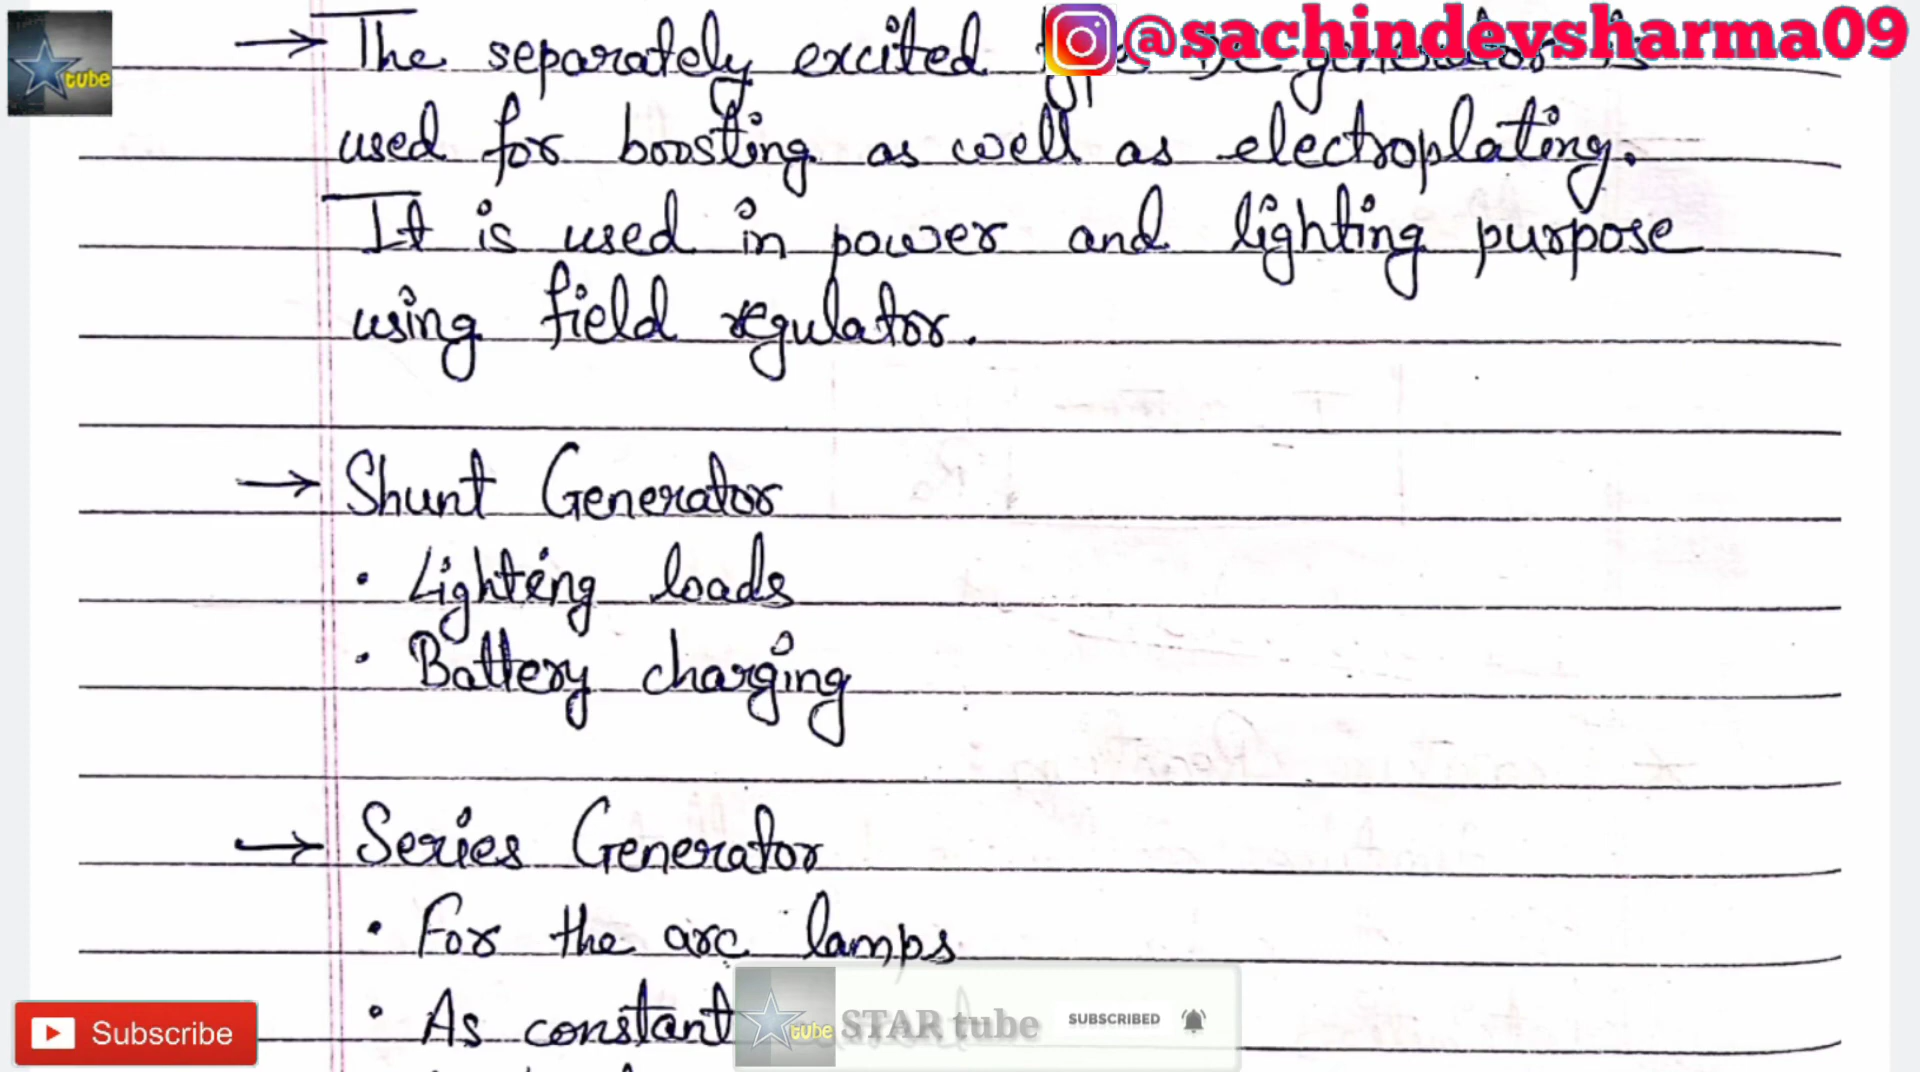 @sachindevsharma09
tube
→ The separately excited
used for boosting as well as electroplating.
It is used in power and lighting purpose
using field regulator.
→ Shunt Generator
• Lighting loads
• Battery charging
→ Series Generator
• For the arc lamps
• As constant
Subscribe
tube STAR tube SUBSCRIBED